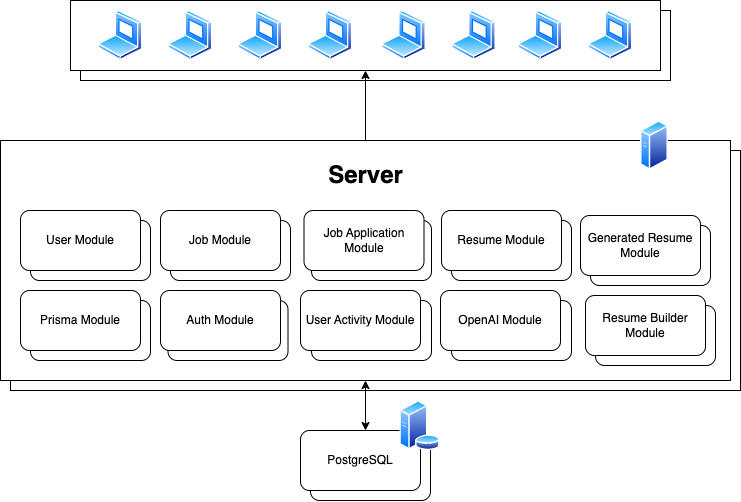 Server
User Module
Job Module
Job Application
Module
Resume Module
Generated Resume
Module
Prisma Module
Auth Module
User Activity Module
OpenAI Module
Resume Builder
Module
PostgreSQL